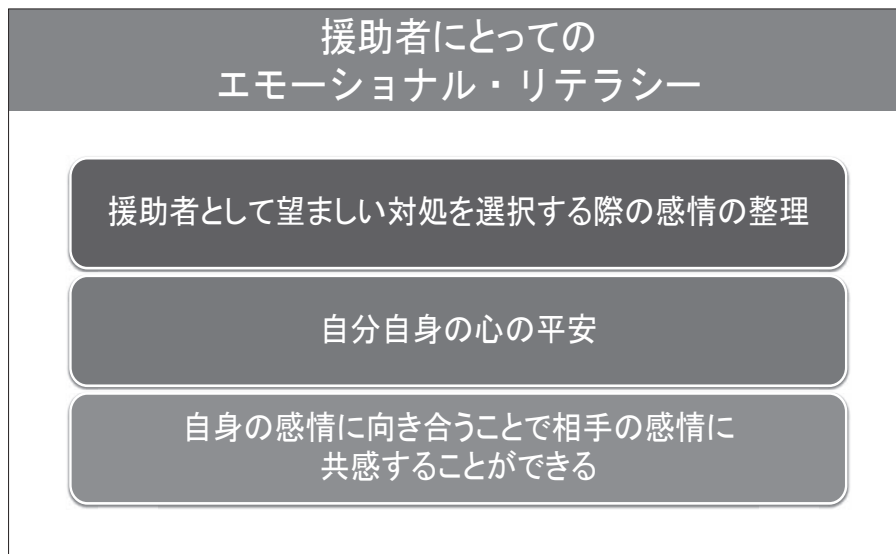 援助者にとっての
エモーショナル・リテラシー
援助者として望ましい対処を選択する際の感情の整理
自分自身の心の平安
自身の感情に向き合うことで相手の感情に
共感することができる